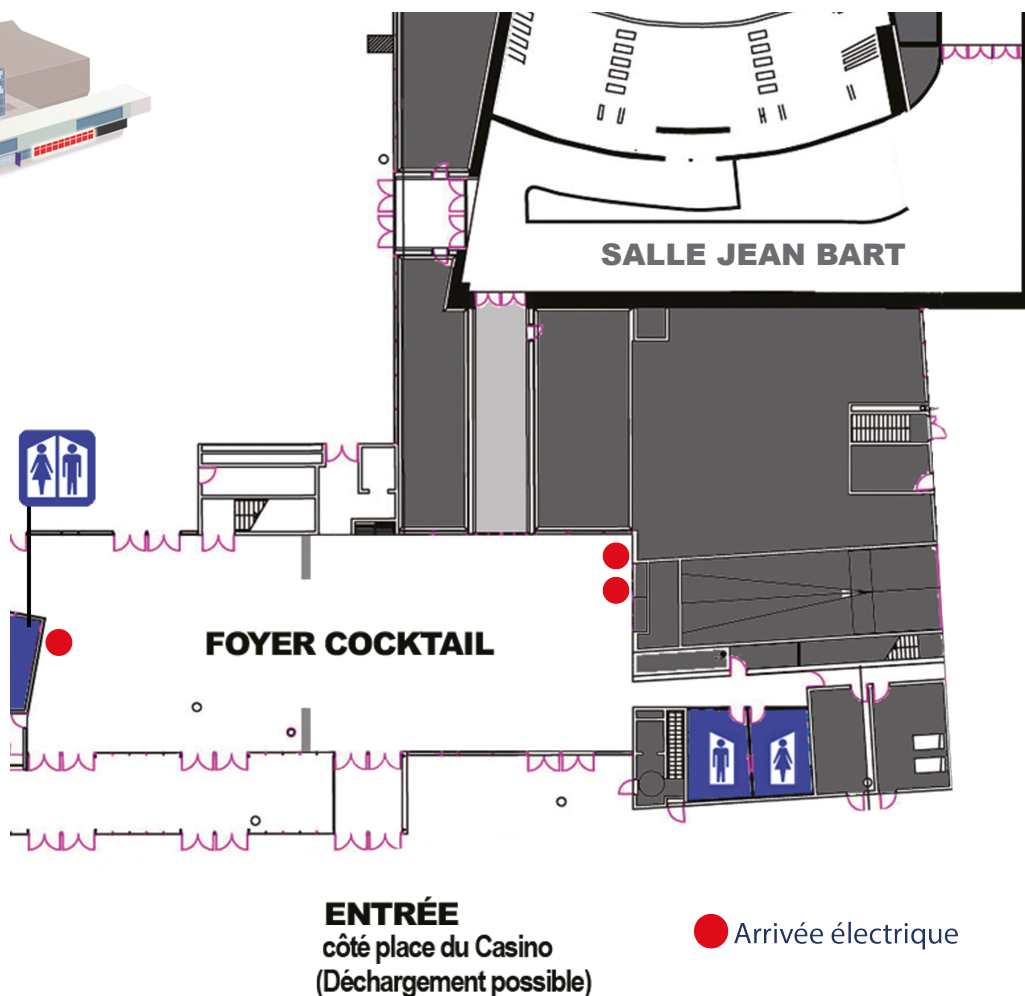 SALLE JEAN BART
FOYER COCKTAIL
ENTRÉE
côté place du Casino
(Déchargement possible)
Arrivée électrique